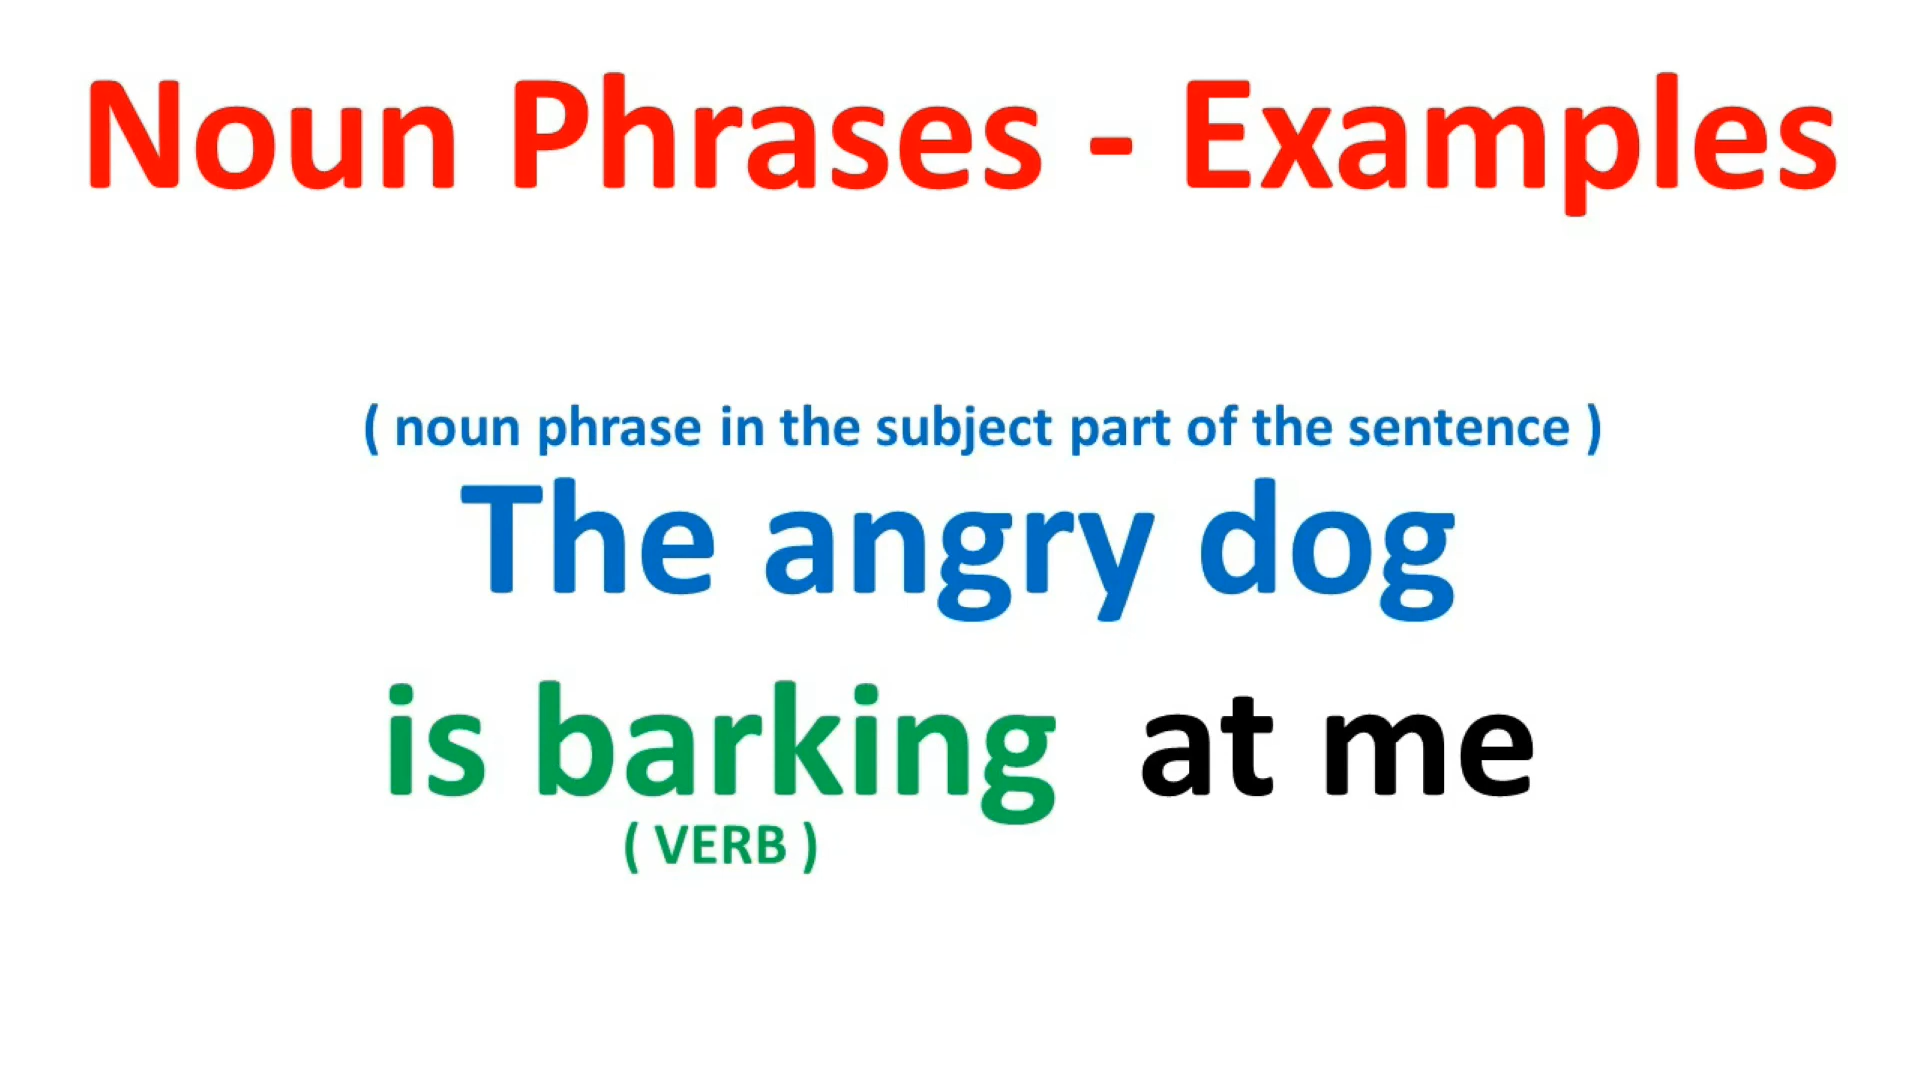 Noun Phrases - Examples
( noun phrase in the subject part of the sentence )
The angry dog
is barking at me
( VERB )